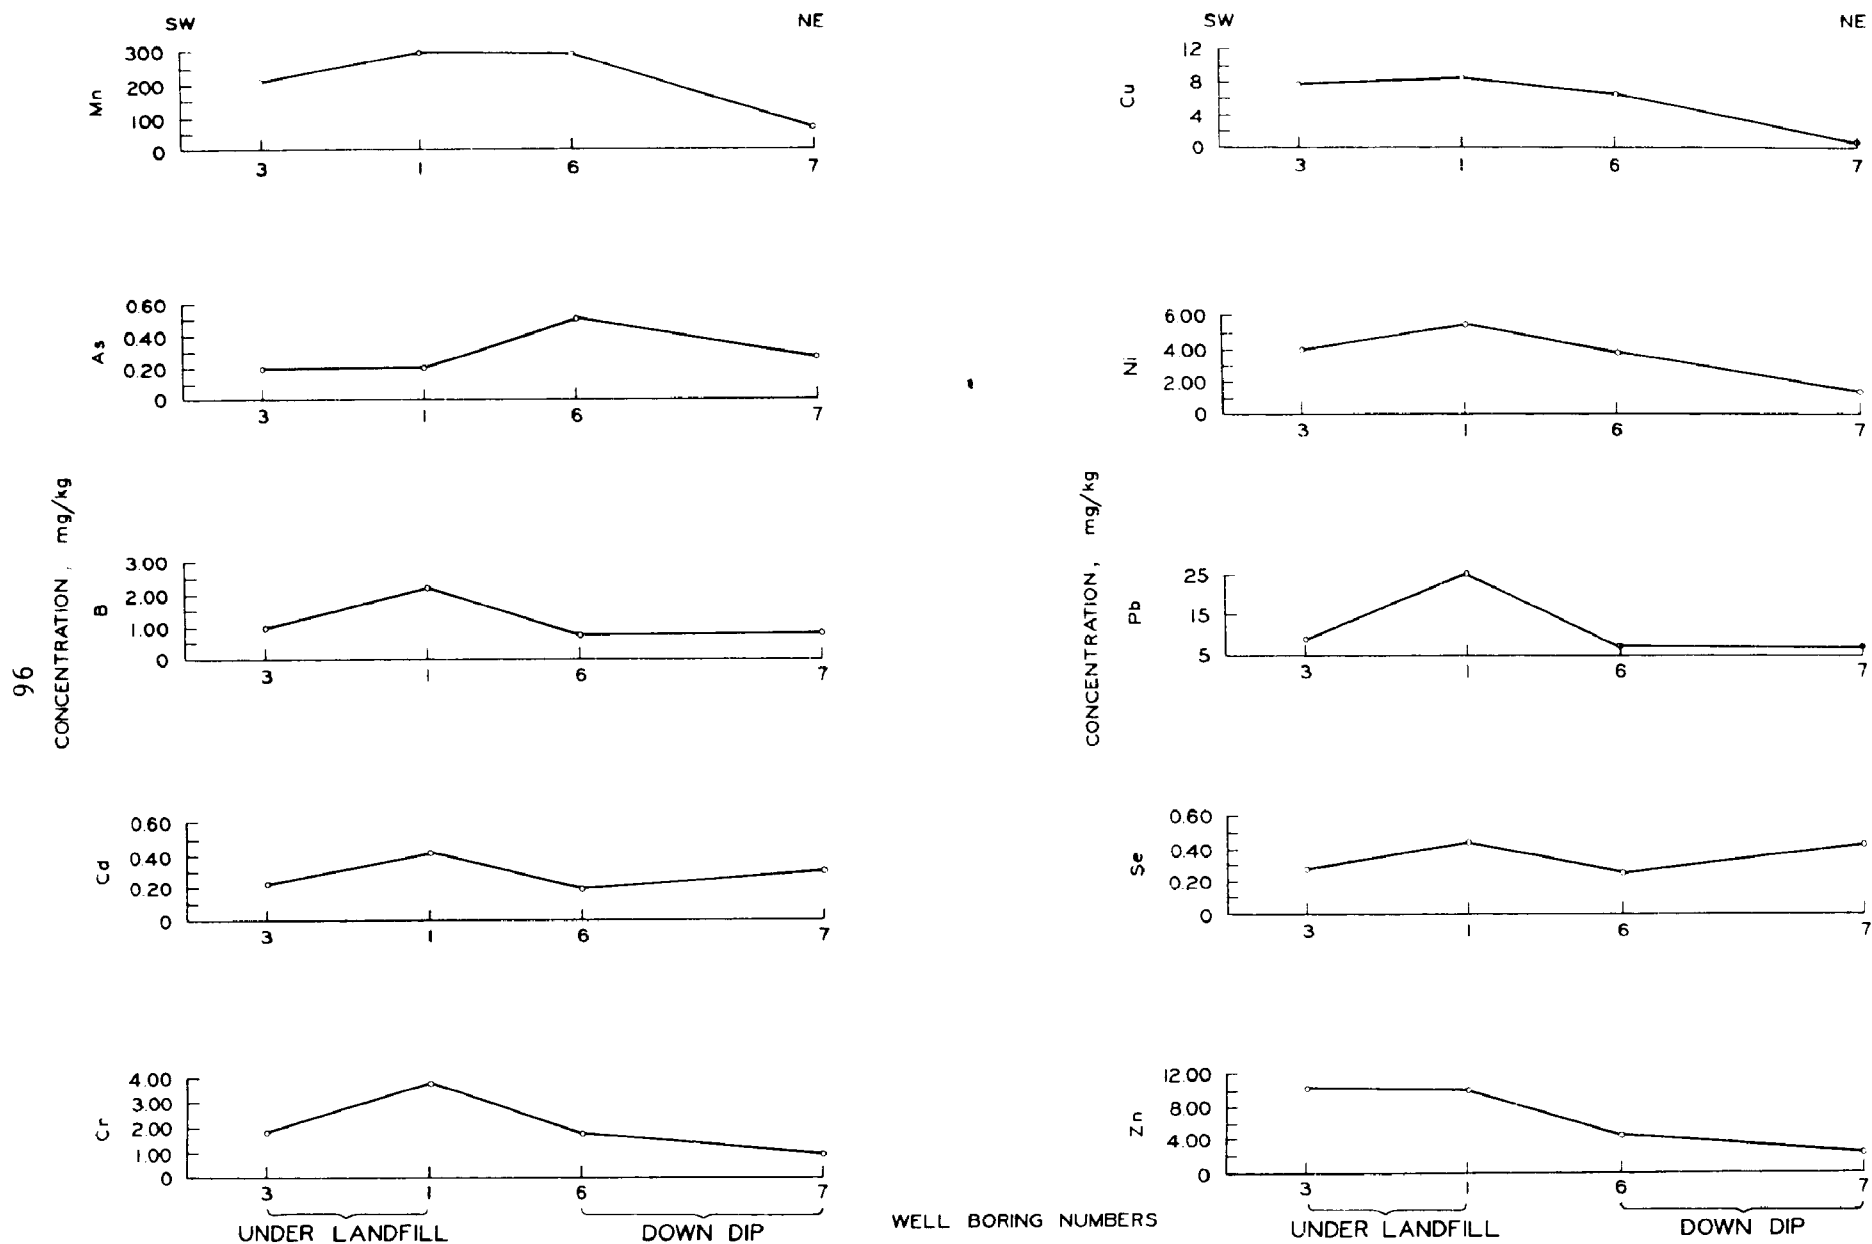 SW NE
300
200
100
0
Mn
3 1 6 7
0.60
0.40
0.20
0
As
3 1 6 7
3.00
2.00
1.00
0
B
3 1 6 7
0.60
0.40
0.20
0
Cd
3 1 6 7
4.00
3.00
2.00
1.00
0
Cr
3 1 6 7
UNDER LANDFILL DOWN DIP
CONCENTRATION, mg/kg
96
SW NE
12
8
4
0
Cu
3 1 6 7
6.00
4.00
2.00
0
Ni
3 1 6 7
25
15
5
Pb
3 1 6 7
0.60
0.40
0.20
0
Se
3 1 6 7
12.00
8.00
4.00
0
Zn
3 1 6 7
UNDER LANDFILL DOWN DIP
CONCENTRATION, mg/kg
WELL BORING NUMBERS